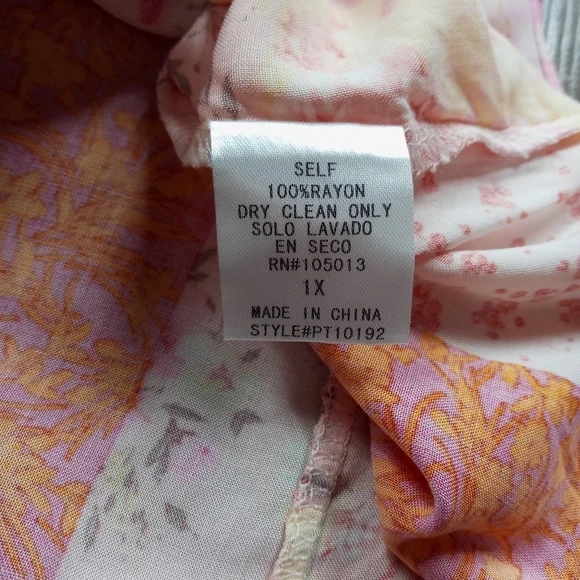 SELF
100%RAYON
DRY CLEAN ONLY
SOLO LAVADO
EN SECO
RN#105013
1X
MADE IN CHINA
STYLE#PT10192